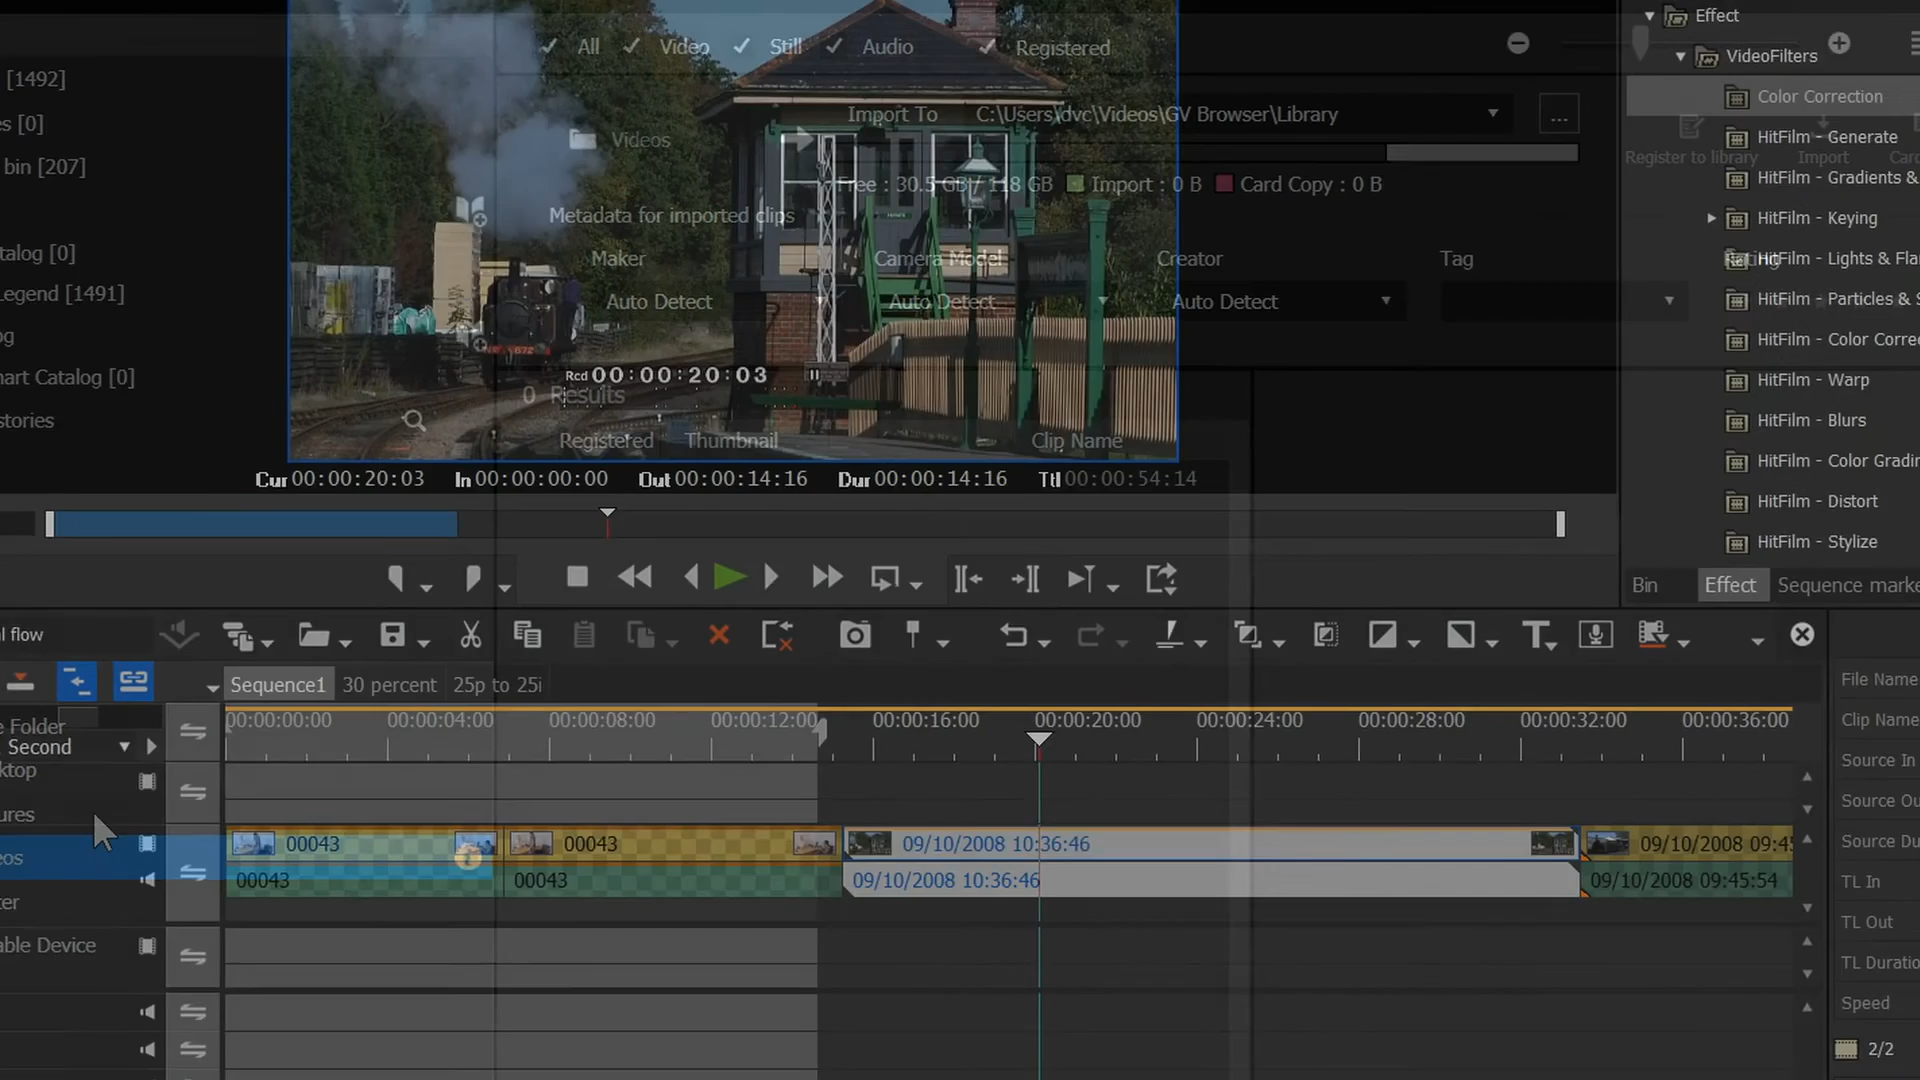 All Video Still Audio Registered
Effect
VideoFilters
Color Correction
[1492]
[0]
bin [207]
Import To C:\Users\dvc\Videos\GV Browser\Library ...
Videos
HitFilm - Generate
Register to library Import
Free : 30.5 GB / 118 GB Import : 0 B Card Copy : 0 B
HitFilm - Gradients &
Metadata for imported clips
HitFilm - Keying
Maker Camera Model Creator Tag
HitFilm - Lights & Fla
Auto Detect Auto Detect Auto Detect
HitFilm - Particles &
[0]
[1491]
HitFilm - Color Corre
672
Rcd 00:00:20:03
HitFilm - Warp
[0]
0 Results
HitFilm - Blurs
Registered Thumbnail Clip Name
HitFilm - Color Gradi
Cur 00:00:20:03 In 00:00:00:00 Out 00:00:14:16 Dur 00:00:14:16 Ttl 00:00:54:14
HitFilm - Distort
HitFilm - Stylize
Bin Effect Sequence marke
al flow
Sequence1 30 percent 25p to 25i
File Name
00:00:00:00 00:00:04:00 00:00:08:00 00:00:12:00 00:00:16:00 00:00:20:00 00:00:24:00 00:00:28:00 00:00:32:00 00:00:36:00
Clip Name
e Folder
Second
Source In
ktop
Source Ou
ures
00043 00043 09/10/2008 10:36:46 09/10/2008 09:4
Source Du
eos
00043 00043 09/10/2008 10:36:46 09/10/2008 09:45:54
TL In
ter
TL Out
able Device
TL Duratio
Speed
2/2